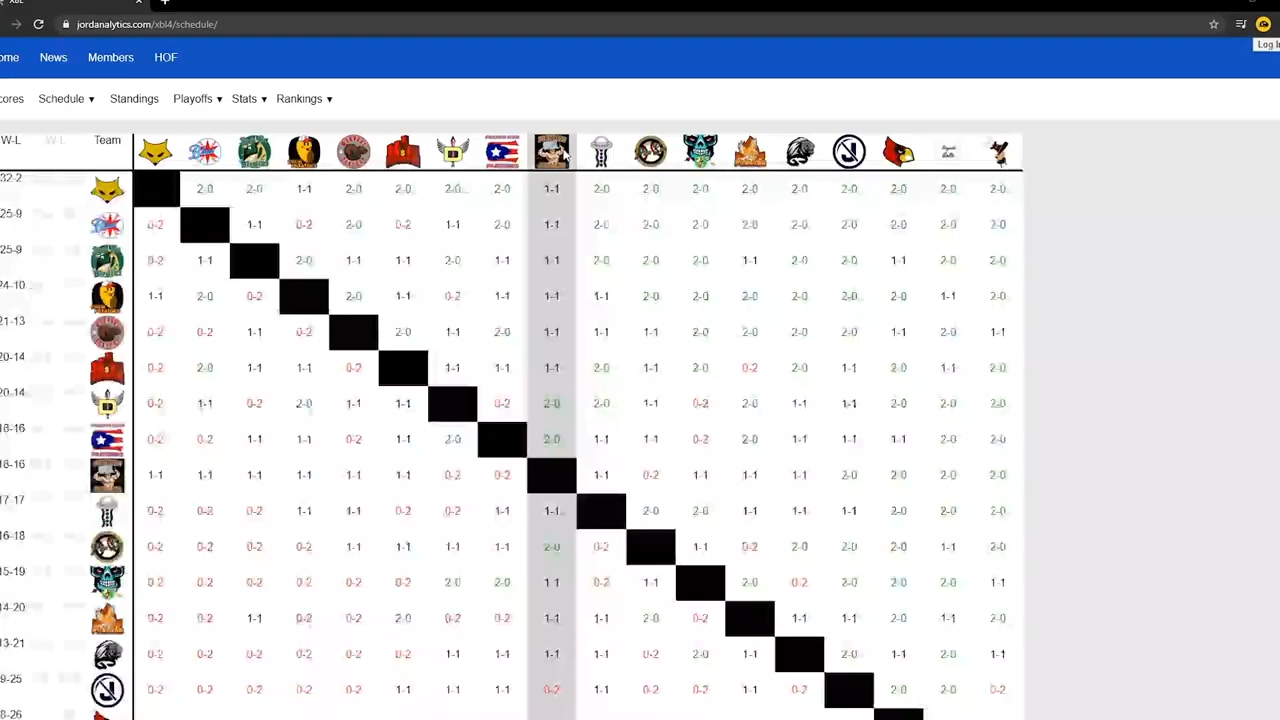 jordanalytics.com/xbl4/schedule/
Log In
ome News Members HOF
cores Schedule ▾ Standings Playoffs ▾ Stats ▾ Rankings ▾
W-L W-L Team
32-2 2-0 2-0 1-1 2-0 2-0 2-0 2-0 1-1 2-0 2-0 2-0 2-0 2-0 2-0 2-0 2-0 2-0
25-9 0-2 1-1 0-2 2-0 0-2 1-1 2-0 1-1 2-0 2-0 2-0 2-0 2-0 2-0 2-0 2-0 2-0
25-9 0-2 1-1 2-0 1-1 1-1 2-0 1-1 1-1 2-0 2-0 2-0 1-1 2-0 2-0 1-1 2-0 2-0
24-10 1-1 2-0 0-2 2-0 1-1 0-2 1-1 1-1 1-1 2-0 2-0 2-0 2-0 2-0 2-0 1-1 2-0
21-13 0-2 0-2 1-1 0-2 2-0 1-1 2-0 1-1 1-1 1-1 2-0 2-0 2-0 2-0 1-1 2-0 1-1
20-14 0-2 2-0 1-1 1-1 0-2 1-1 1-1 1-1 2-0 1-1 2-0 0-2 2-0 1-1 2-0 1-1 2-0
20-14 0-2 1-1 0-2 2-0 1-1 1-1 0-2 2-0 2-0 1-1 0-2 2-0 1-1 1-1 2-0 2-0 2-0
18-16 0-2 0-2 1-1 1-1 0-2 1-1 2-0 2-0 1-1 1-1 0-2 2-0 1-1 1-1 1-1 2-0 2-0
18-16 1-1 1-1 1-1 1-1 1-1 1-1 0-2 0-2 1-1 0-2 1-1 1-1 1-1 2-0 2-0 2-0 2-0
17-17 0-2 0-2 0-2 1-1 1-1 0-2 0-2 1-1 1-1 2-0 2-0 1-1 1-1 1-1 2-0 2-0 2-0
16-18 0-2 0-2 0-2 0-2 1-1 1-1 1-1 1-1 2-0 0-2 1-1 0-2 2-0 2-0 2-0 1-1 2-0
15-19 0-2 0-2 0-2 0-2 0-2 0-2 2-0 2-0 1-1 0-2 1-1 2-0 0-2 2-0 2-0 2-0 1-1
14-20 0-2 0-2 1-1 0-2 0-2 2-0 0-2 0-2 1-1 1-1 2-0 0-2 1-1 1-1 2-0 1-1 2-0
13-21 0-2 0-2 0-2 0-2 0-2 0-2 1-1 1-1 1-1 1-1 0-2 2-0 1-1 2-0 1-1 2-0 1-1
9-25 0-2 0-2 0-2 0-2 0-2 1-1 1-1 1-1 0-2 1-1 0-2 0-2 1-1 0-2 2-0 2-0 0-2
8-26